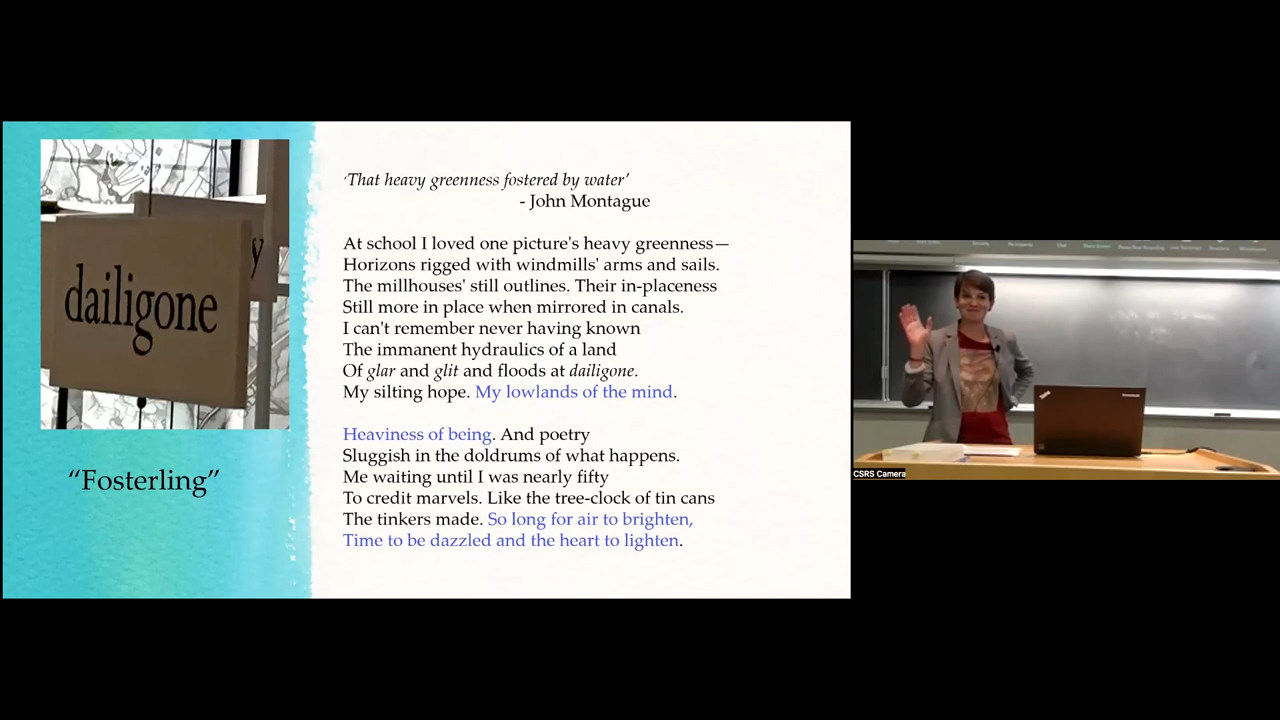 dailigone
y
“Fosterling”
‘That heavy greenness fostered by water’
- John Montague
At school I loved one picture's heavy greenness—
Horizons rigged with windmills' arms and sails.
The millhouses' still outlines. Their in-placeness
Still more in place when mirrored in canals.
I can't remember never having known
The immanent hydraulics of a land
Of glar and glit and floods at dailigone.
My silting hope. My lowlands of the mind.
Heaviness of being. And poetry
Sluggish in the doldrums of what happens.
Me waiting until I was nearly fifty
To credit marvels. Like the tree-clock of tin cans
The tinkers made. So long for air to brighten,
Time to be dazzled and the heart to lighten.
CSRS Camera